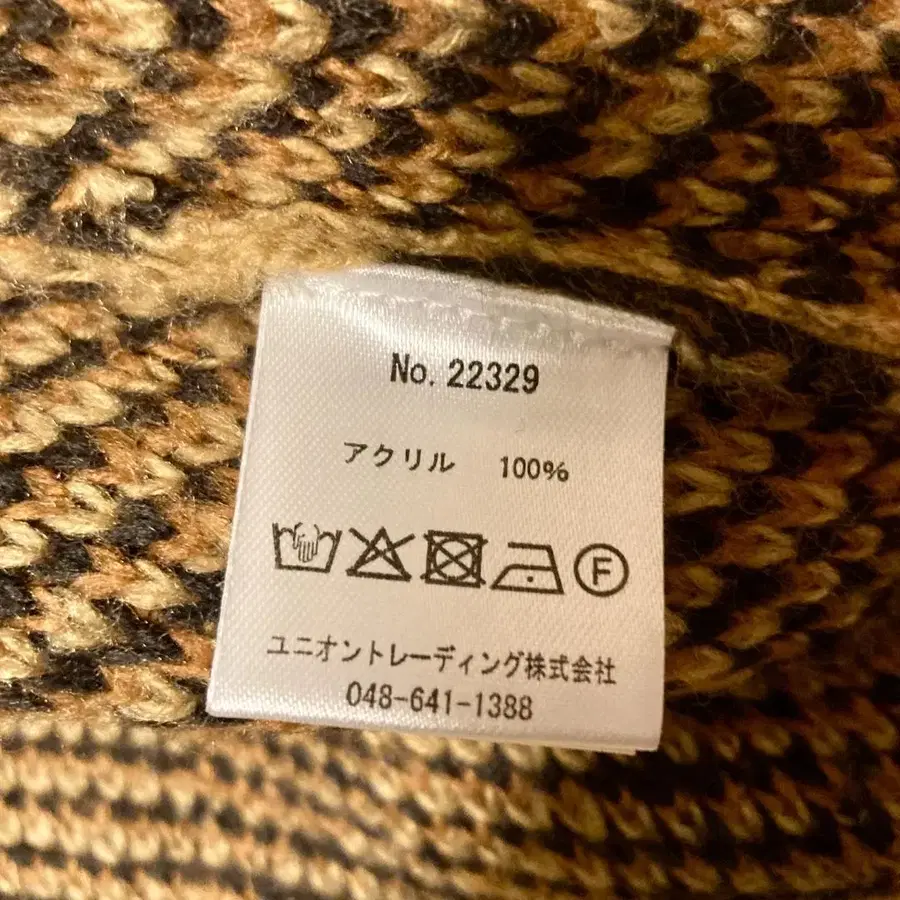 No. 22329
アクリル 100%
F
ユニオントレーディング株式会社
048-641-1388